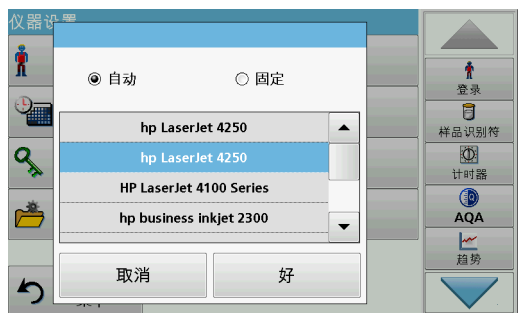 仪器设置
自动
固定
hp LaserJet 4250
hp LaserJet 4250
HP LaserJet 4100 Series
hp business inkjet 2300
取消
好
登录
样品识别符
计时器
AQA
趋势